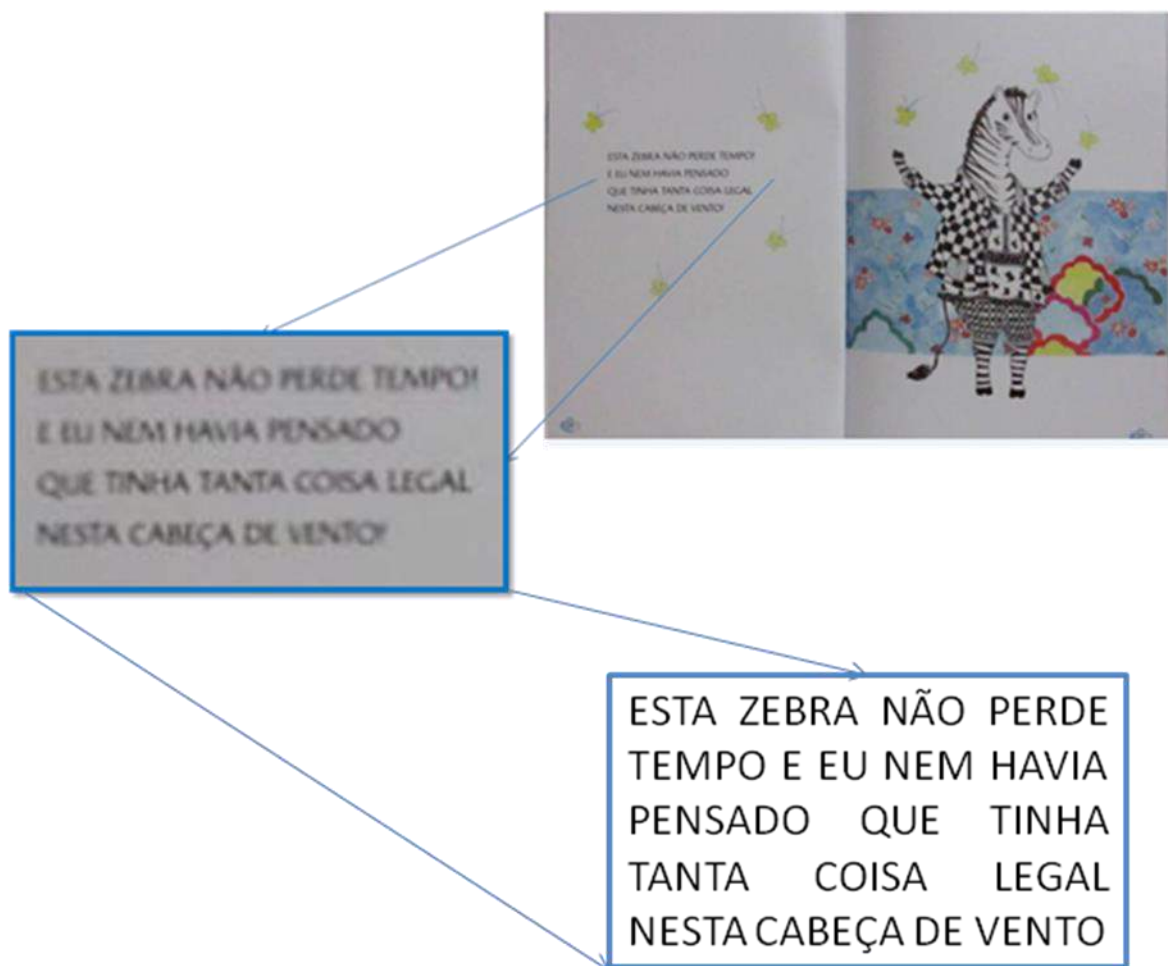 ESTA ZEBRA NÃO PERDE TEMPO!
E EU NEM HAVIA PENSADO
QUE TINHA TANTA COISA LEGAL
NESTA CABEÇA DE VENTO!
ESTA ZEBRA NÃO PERDE TEMPO!
E EU NEM HAVIA PENSADO
QUE TINHA TANTA COISA LEGAL
NESTA CABEÇA DE VENTO!
ESTA ZEBRA NÃO PERDE
TEMPO E EU NEM HAVIA
PENSADO QUE TINHA
TANTA COISA LEGAL
NESTA CABEÇA DE VENTO